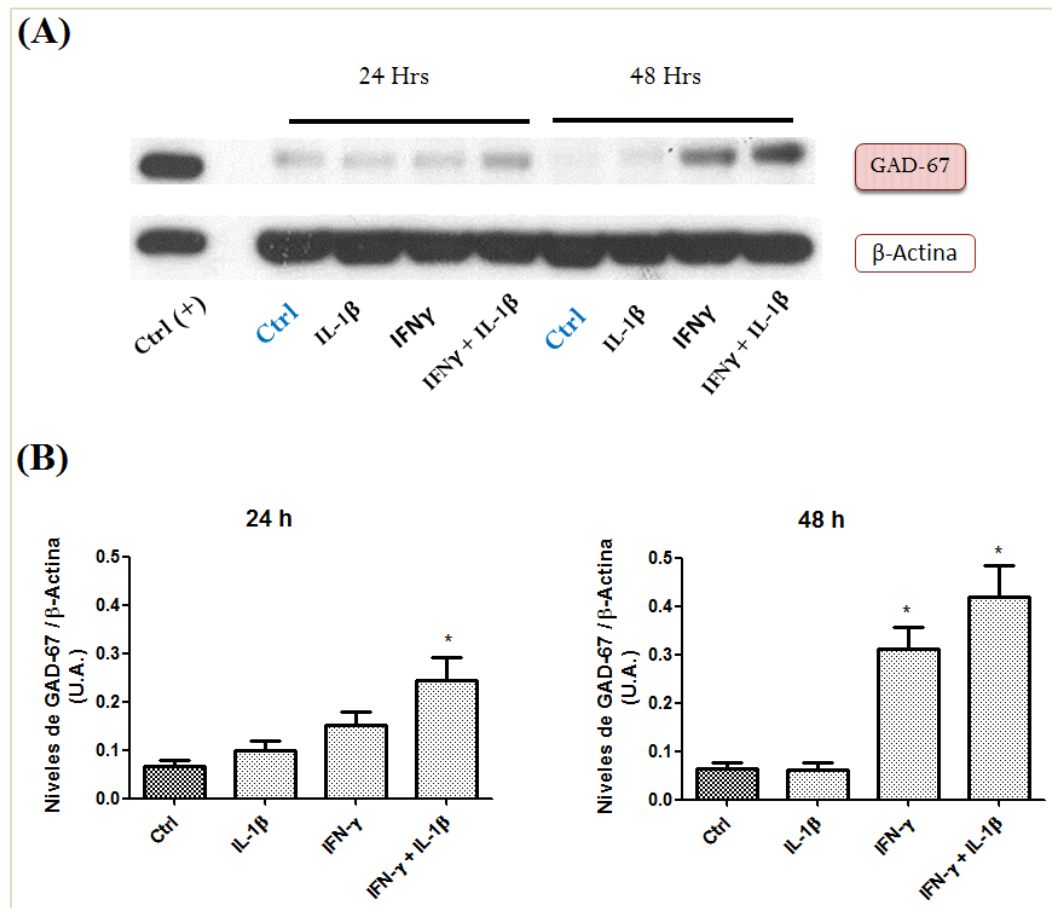 (A)
24 Hrs
48 Hrs
GAD-67
β-Actina
Ctrl (+)
Ctrl
IL-1β
IFNγ
IFNγ + IL-1β
Ctrl
IL-1β
IFNγ
IFNγ + IL-1β
(B)
24 h
Niveles de GAD-67 / β-Actina
(U.A.)
0.5
0.4
0.3
0.2
0.1
0.0
*
Ctrl
IL-1β
IFN-γ
IFN-γ + IL-1β
48 h
Niveles de GAD-67 / β-Actina
(U.A.)
0.5
0.4
0.3
0.2
0.1
0.0
*
*
Ctrl
IL-1β
IFN-γ
IFN-γ + IL-1β